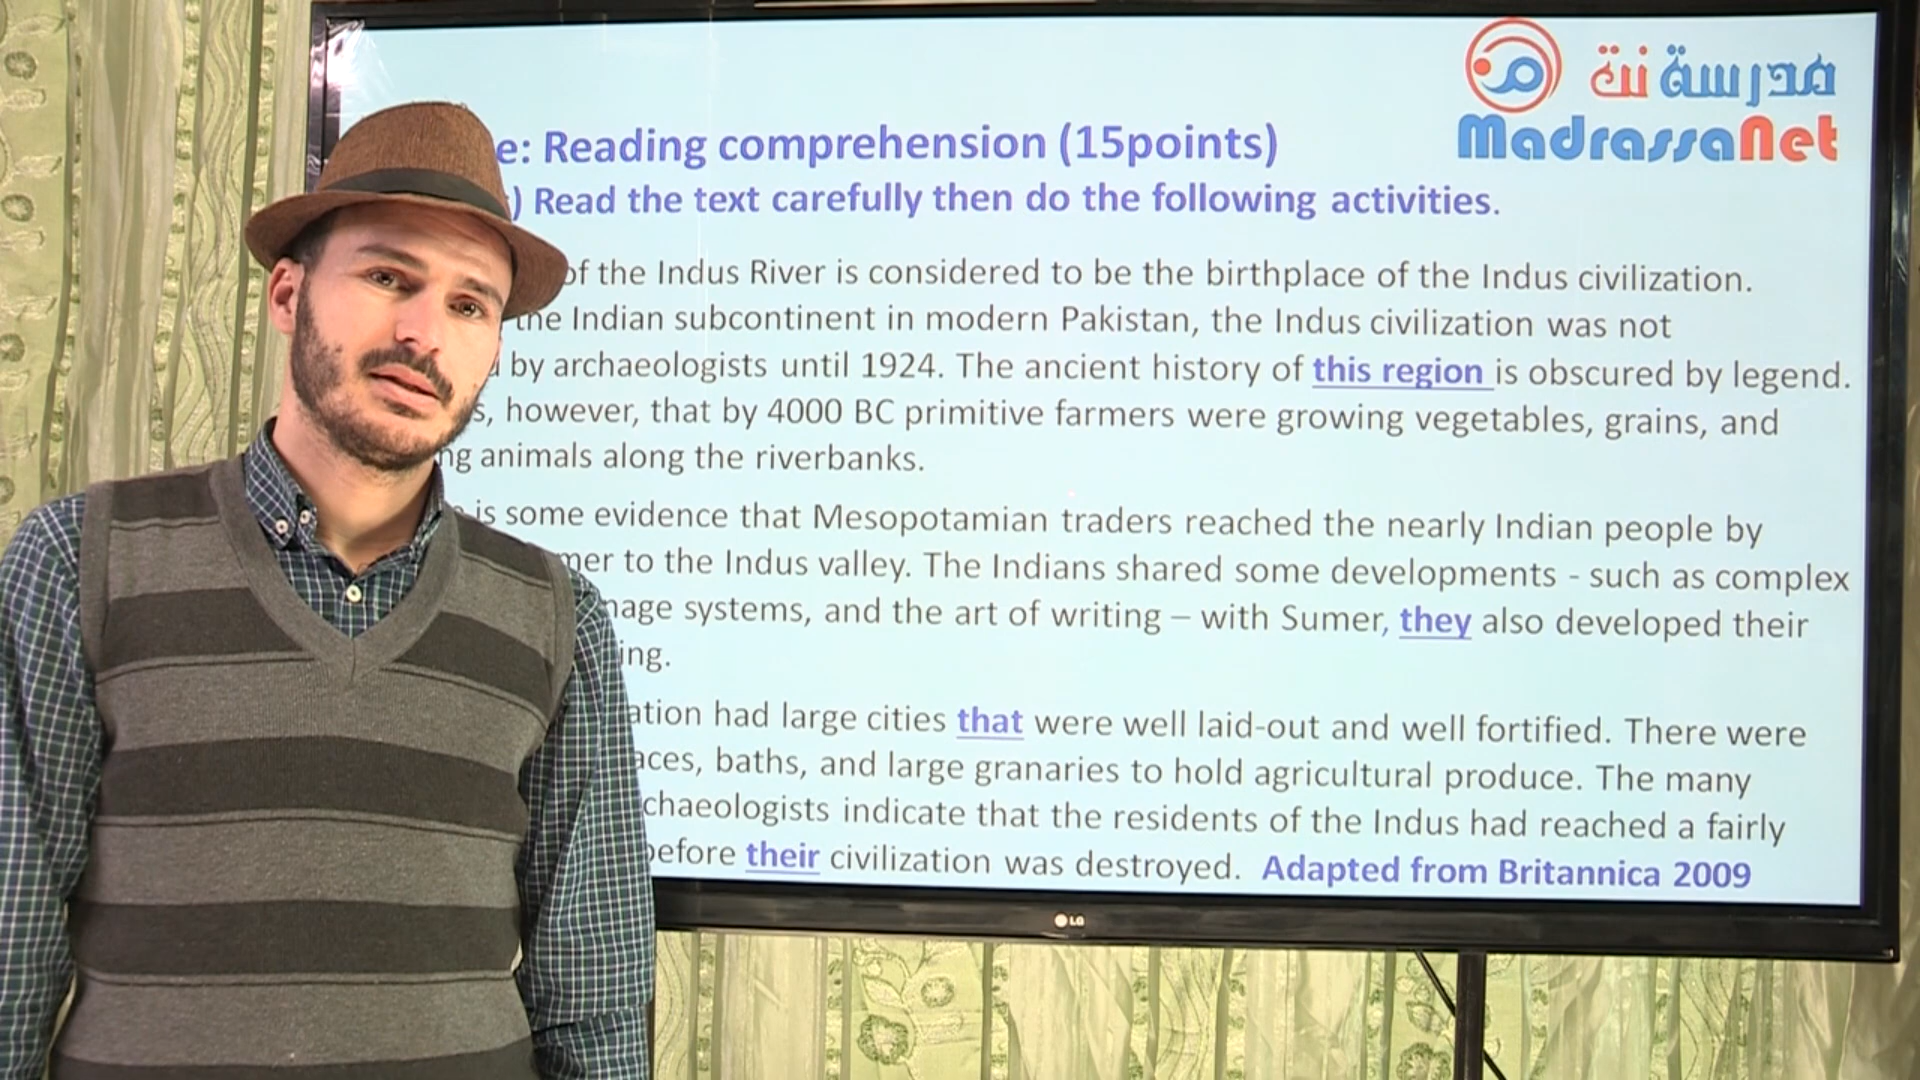 مدرسة نت
MadrassaNet
e: Reading comprehension (15points)
) Read the text carefully then do the following activities.
of the Indus River is considered to be the birthplace of the Indus civilization.
the Indian subcontinent in modern Pakistan, the Indus civilization was not
by archaeologists until 1924. The ancient history of this region is obscured by legend.
s, however, that by 4000 BC primitive farmers were growing vegetables, grains, and
ng animals along the riverbanks.
is some evidence that Mesopotamian traders reached the nearly Indian people by
mer to the Indus valley. The Indians shared some developments - such as complex
nage systems, and the art of writing – with Sumer, they also developed their
ing.
ation had large cities that were well laid-out and well fortified. There were
aces, baths, and large granaries to hold agricultural produce. The many
chaeologists indicate that the residents of the Indus had reached a fairly
before their civilization was destroyed. Adapted from Britannica 2009
LG